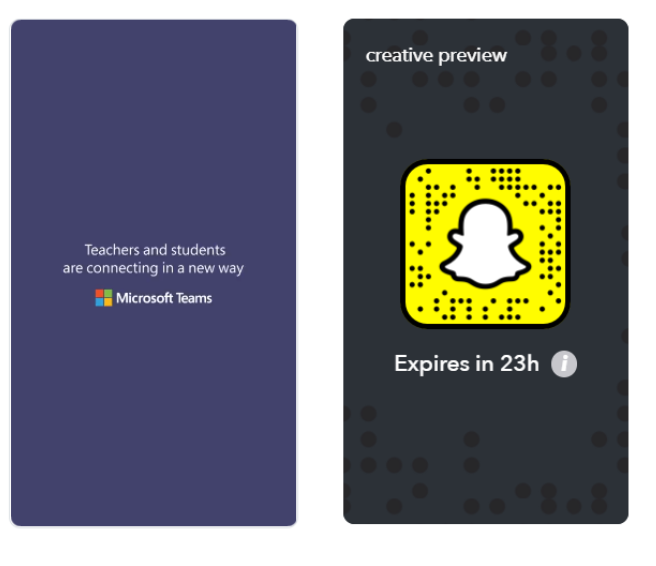 Teachers and students
are connecting in a new way
Microsoft Teams
creative preview
Expires in 23h i